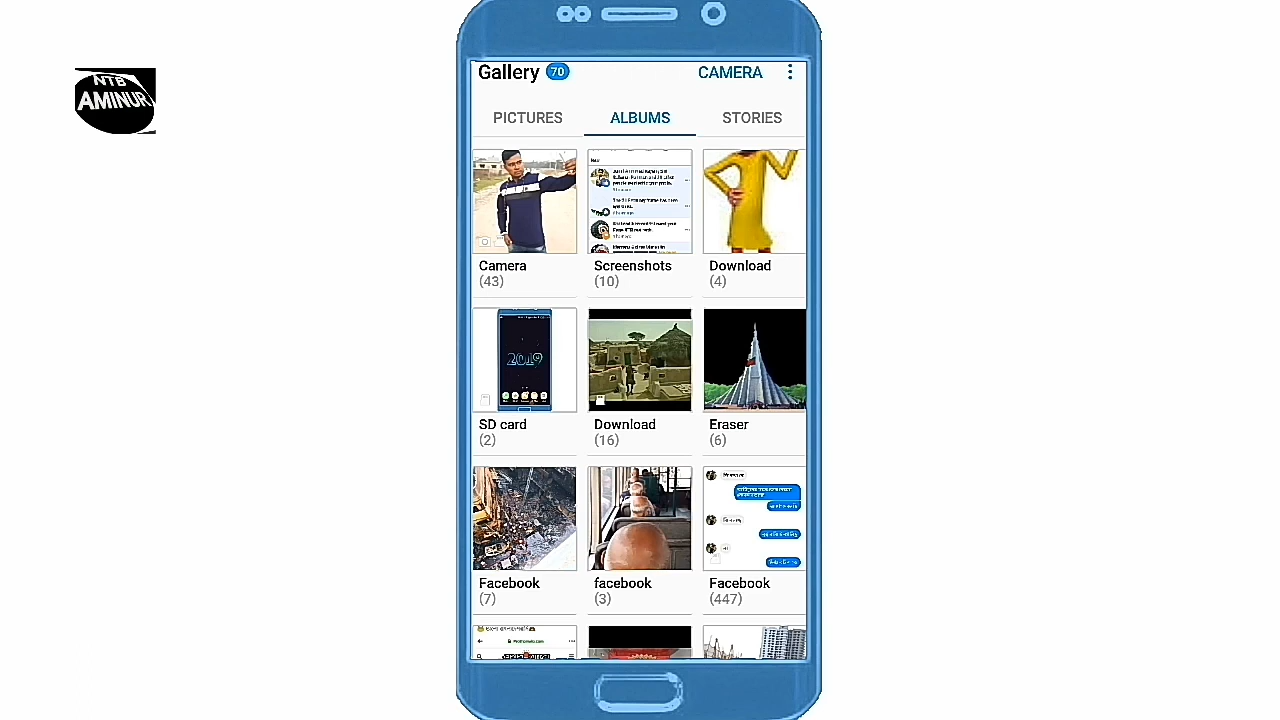 NTB
AMINUR
Gallery 70 CAMERA
PICTURES ALBUMS STORIES
Camera Screenshots Download
(43) (10) (4)
2019
SD card Download Eraser
(2) (16) (6)
Facebook facebook Facebook
(7) (3) (447)